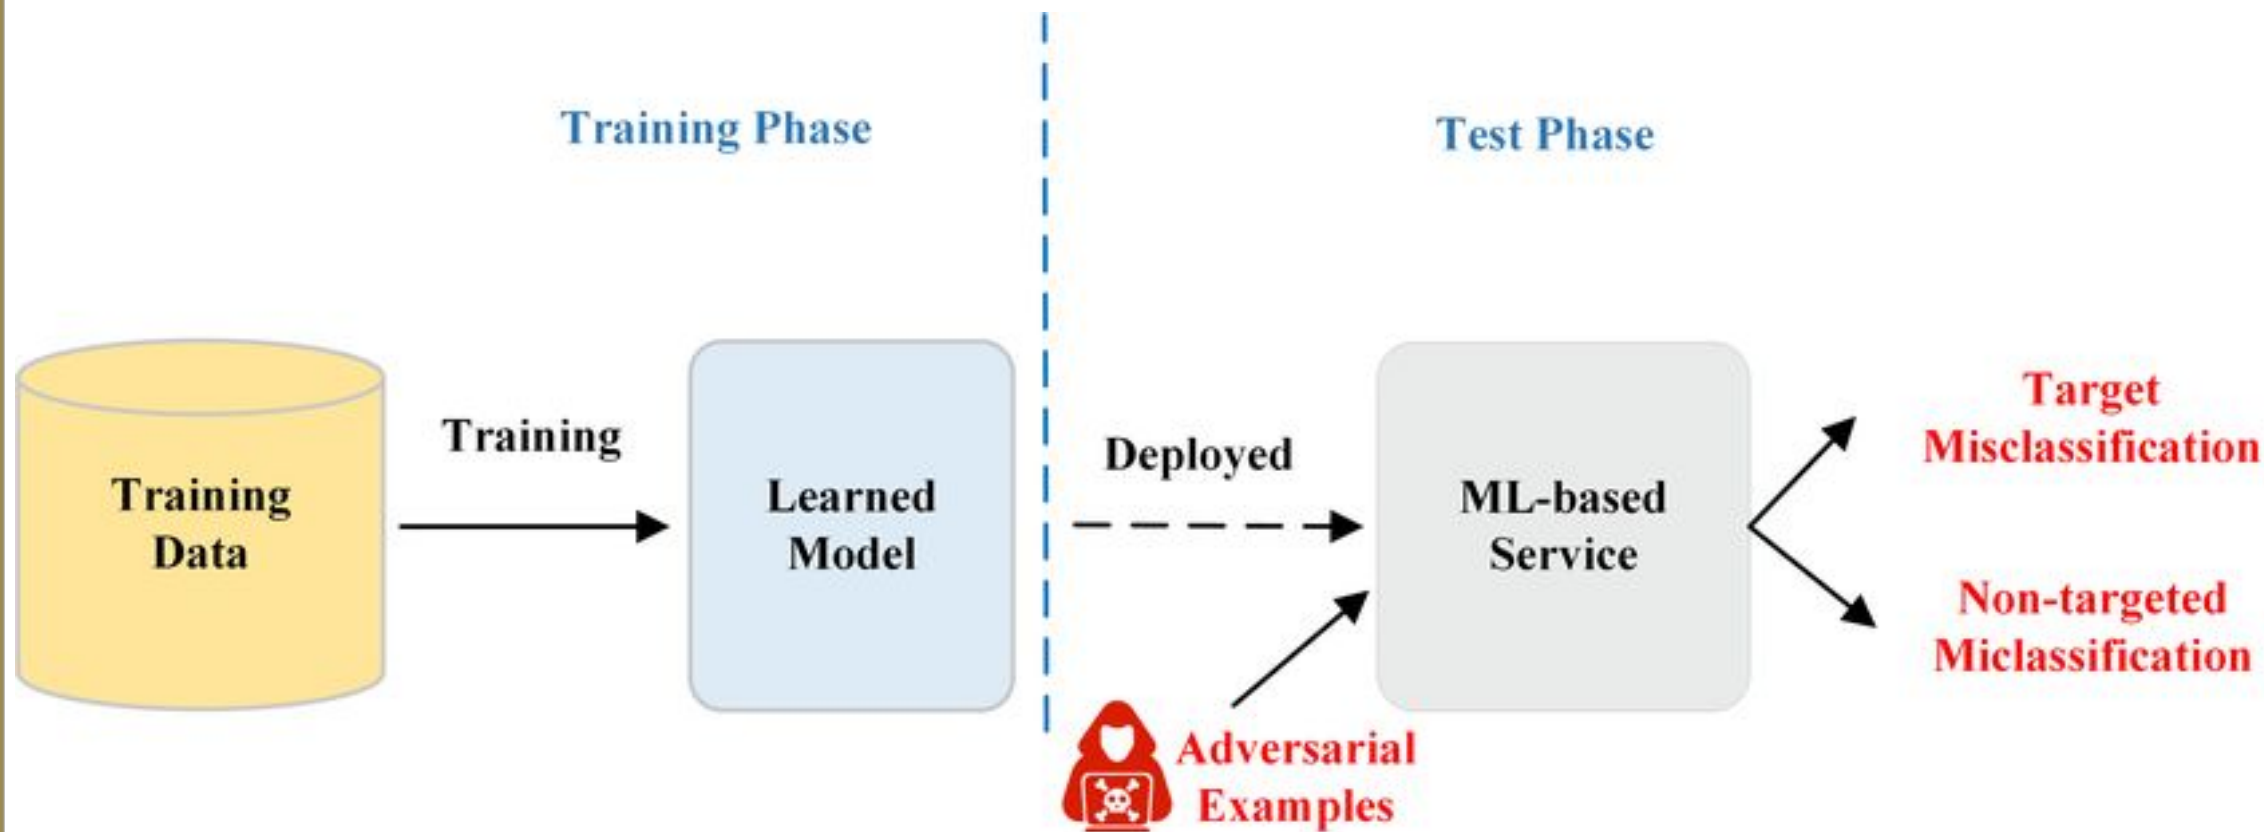 Training Phase
Test Phase
Training
Data
Training
Learned
Model
Deployed
ML-based
Service
Target
Misclassification
Non-targeted
Miclassification
Adversarial
Examples